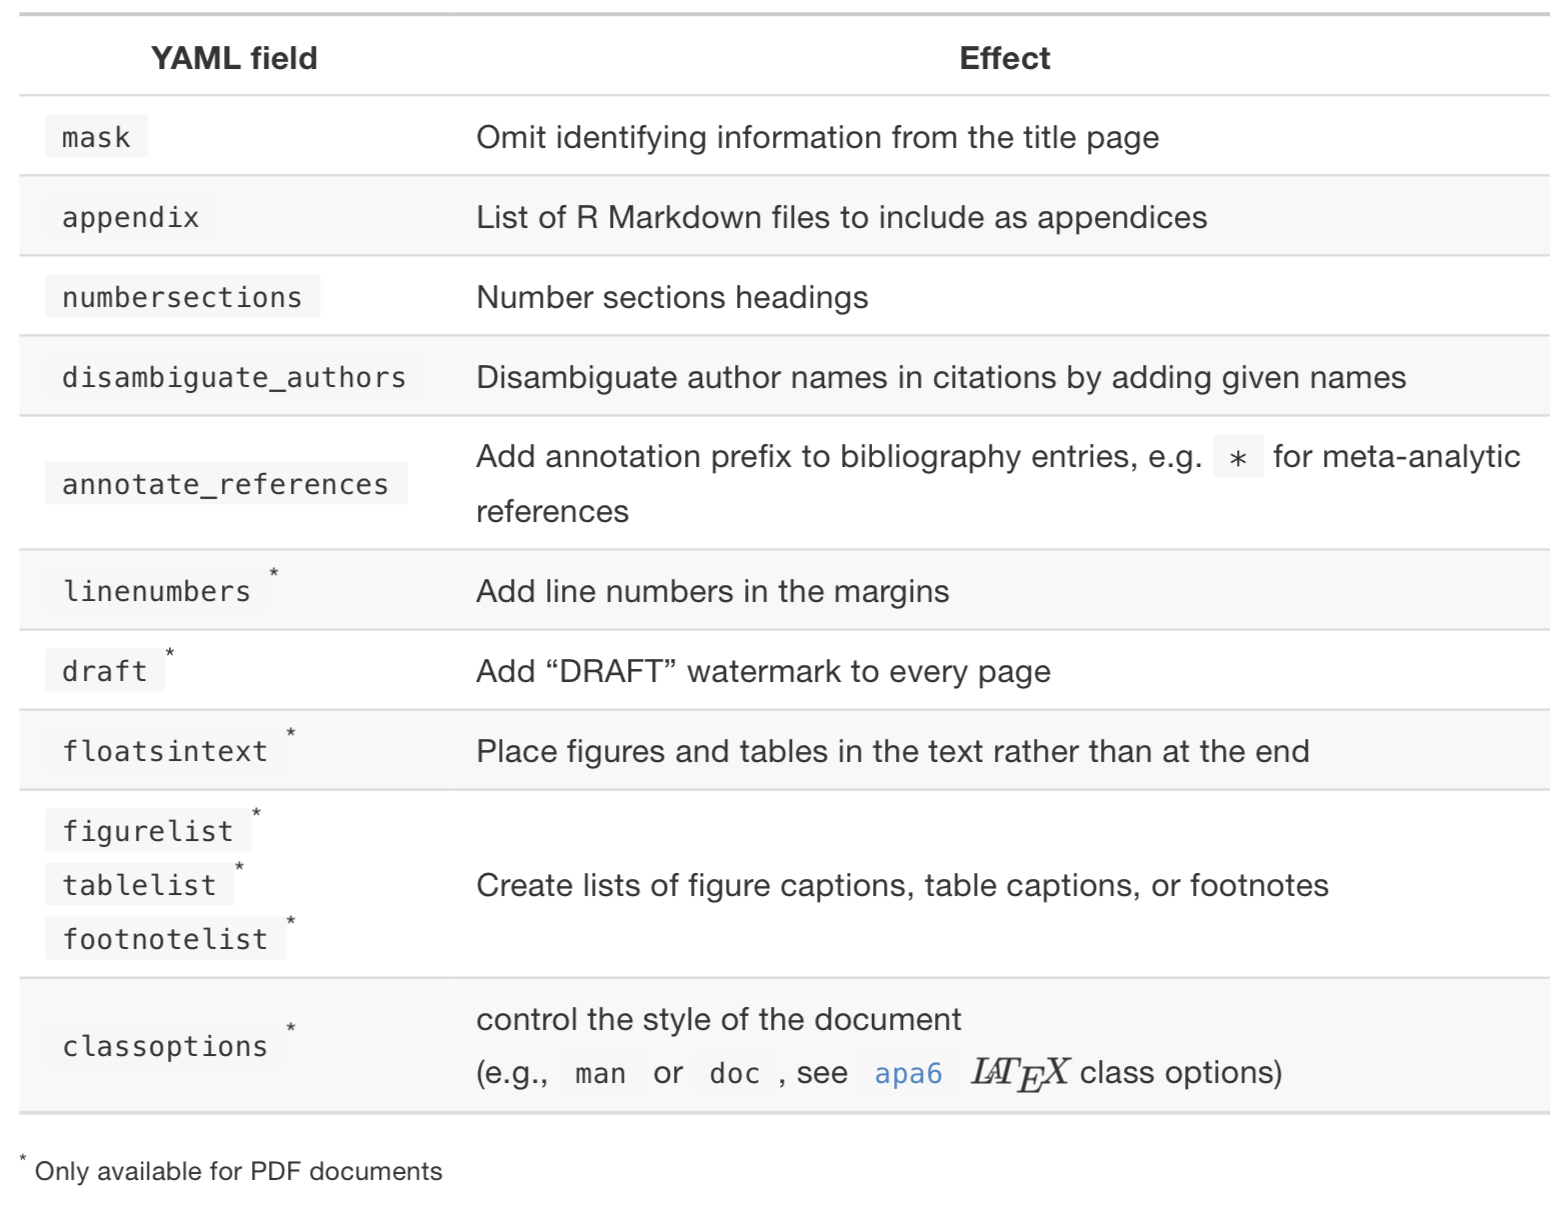 YAML field Effect
mask Omit identifying information from the title page
appendix List of R Markdown files to include as appendices
numbersections Number sections headings
disambiguate_authors Disambiguate author names in citations by adding given names
annotate_references Add annotation prefix to bibliography entries, e.g. * for meta-analytic
references
linenumbers * Add line numbers in the margins
draft * Add “DRAFT” watermark to every page
floatsintext * Place figures and tables in the text rather than at the end
figurelist *
tablelist * Create lists of figure captions, table captions, or footnotes
footnotelist *
classoptions * control the style of the document
(e.g., man or doc , see apa6 LATEX class options)
* Only available for PDF documents